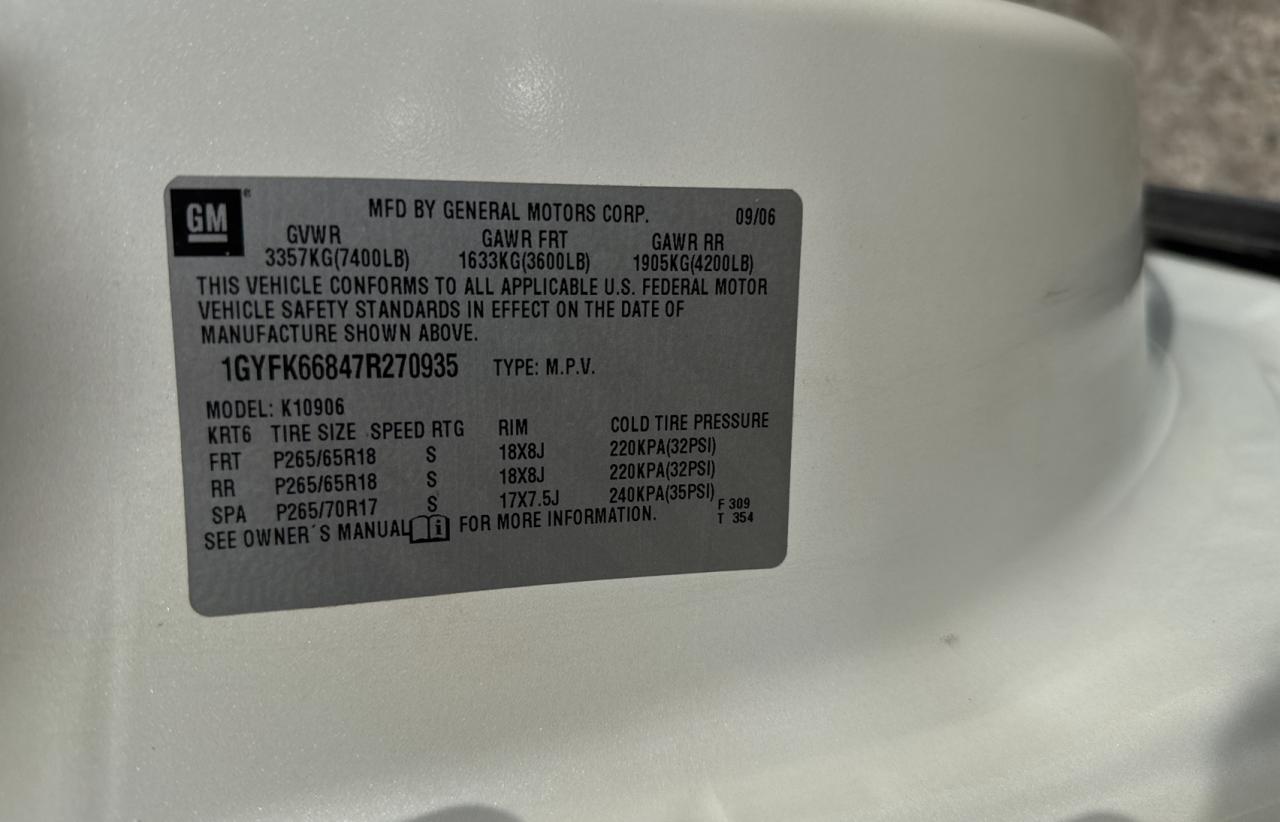 GM® MFD BY GENERAL MOTORS CORP. 09/06
GVWR GAWR FRT GAWR RR
3357KG(7400LB) 1633KG(3600LB) 1905KG(4200LB)
THIS VEHICLE CONFORMS TO ALL APPLICABLE U.S. FEDERAL MOTOR
VEHICLE SAFETY STANDARDS IN EFFECT ON THE DATE OF
MANUFACTURE SHOWN ABOVE.
1GYFK66847R270935 TYPE: M.P.V.
MODEL: K10906
KRT6 TIRE SIZE SPEED RTG RIM COLD TIRE PRESSURE
FRT P265/65R18 S 18X8J 220KPA(32PSI)
RR P265/65R18 S 18X8J 220KPA(32PSI)
SPA P265/70R17 S 17X7.5J 240KPA(35PSI)
SEE OWNER´S MANUAL i FOR MORE INFORMATION.
F 309
T 354